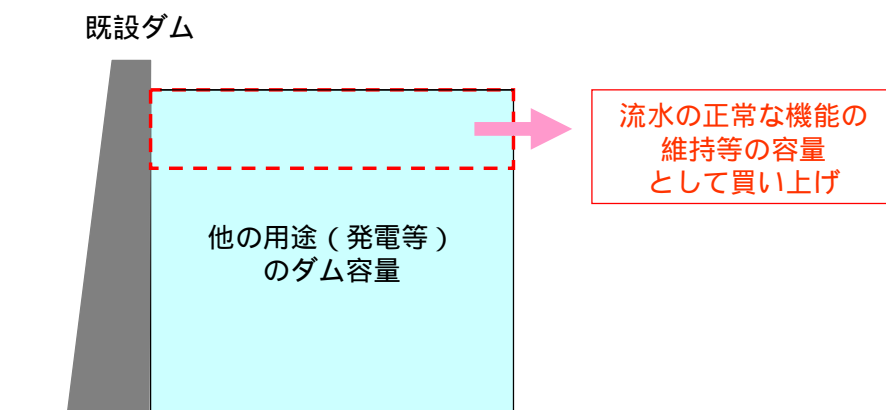 既設ダム
流水の正常な機能の
維持等の容量
として買い上げ
他の用途（発電等）
のダム容量